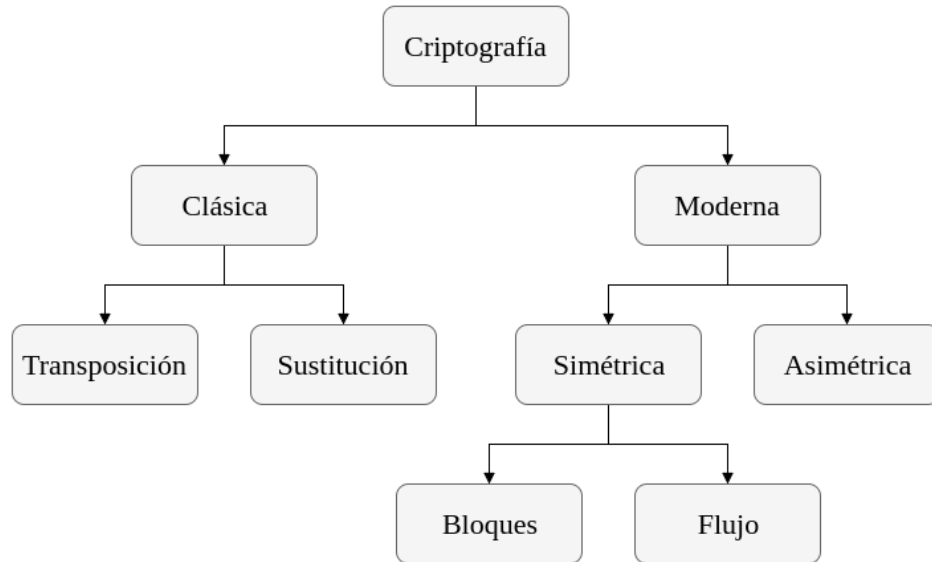 Criptografía
Clásica
Moderna
Transposición
Sustitución
Simétrica
Asimétrica
Bloques
Flujo